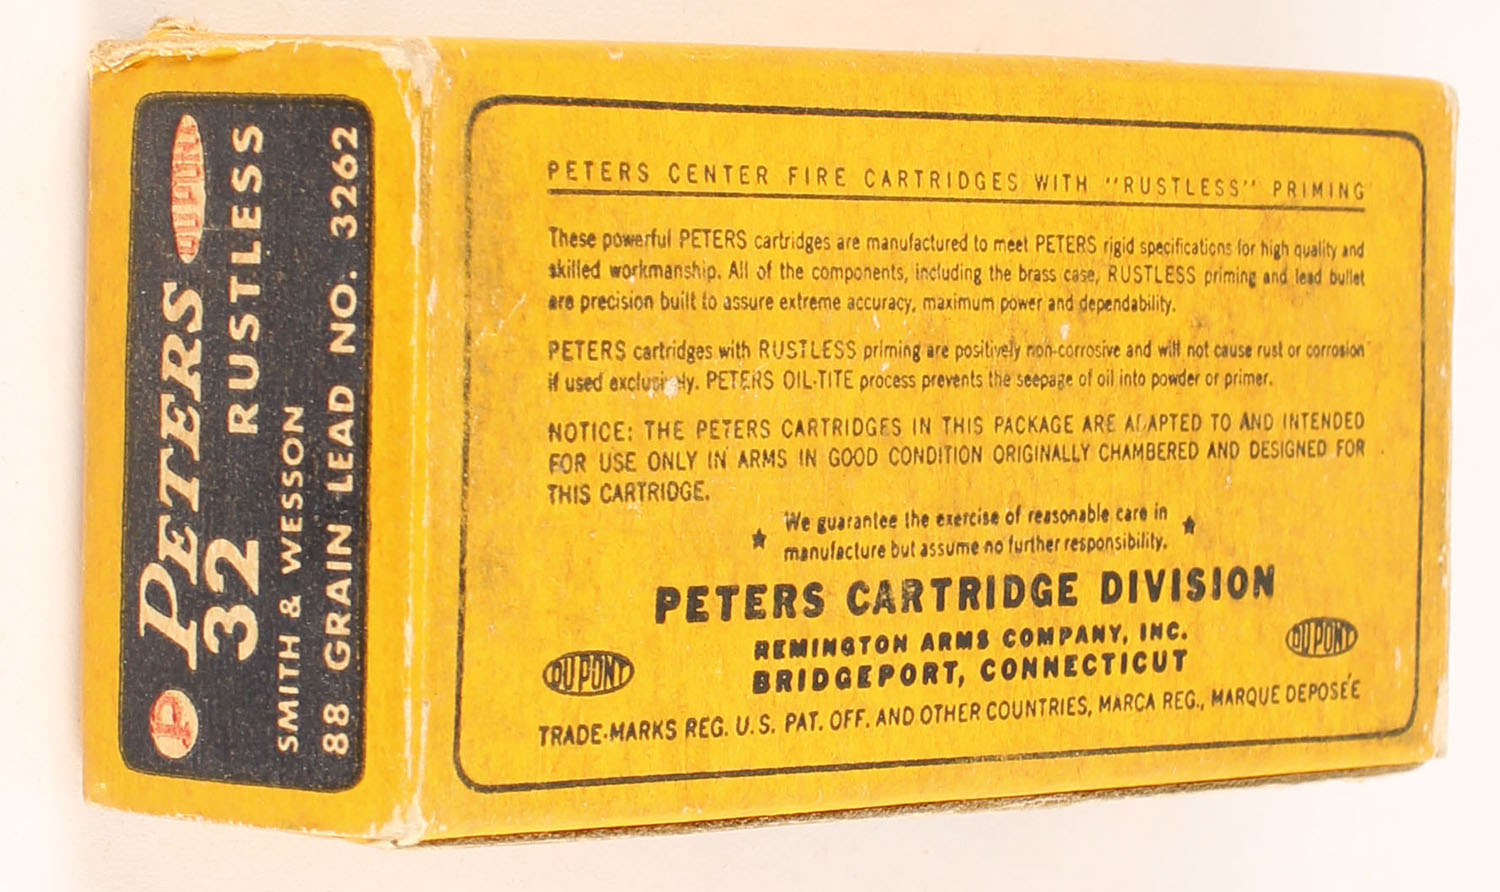 P PETERS DUPONT
32 RUSTLESS
SMITH & WESSON
88 GRAIN LEAD NO. 3262
PETERS CENTER FIRE CARTRIDGES WITH "RUSTLESS" PRIMING
These powerful PETERS cartridges are manufactured to meet PETERS rigid specifications for high quality and
skilled workmanship. All of the components, including the brass case, RUSTLESS priming and lead bullet
are precision built to assure extreme accuracy, maximum power and dependability.
PETERS cartridges with RUSTLESS priming are positively non-corrosive and will not cause rust or corrosion
if used exclusively. PETERS OIL-TITE process prevents the seepage of oil into powder or primer.
NOTICE: THE PETERS CARTRIDGES IN THIS PACKAGE ARE ADAPTED TO AND INTENDED
FOR USE ONLY IN ARMS IN GOOD CONDITION ORIGINALLY CHAMBERED AND DESIGNED FOR
THIS CARTRIDGE.
★ We guarantee the exercise of reasonable care in ★
manufacture but assume no further responsibility.
PETERS CARTRIDGE DIVISION
REMINGTON ARMS COMPANY, INC.
DUPONT BRIDGEPORT, CONNECTICUT DUPONT
TRADE-MARKS REG. U.S. PAT. OFF. AND OTHER COUNTRIES, MARCA REG., MARQUE DEPOSÉE